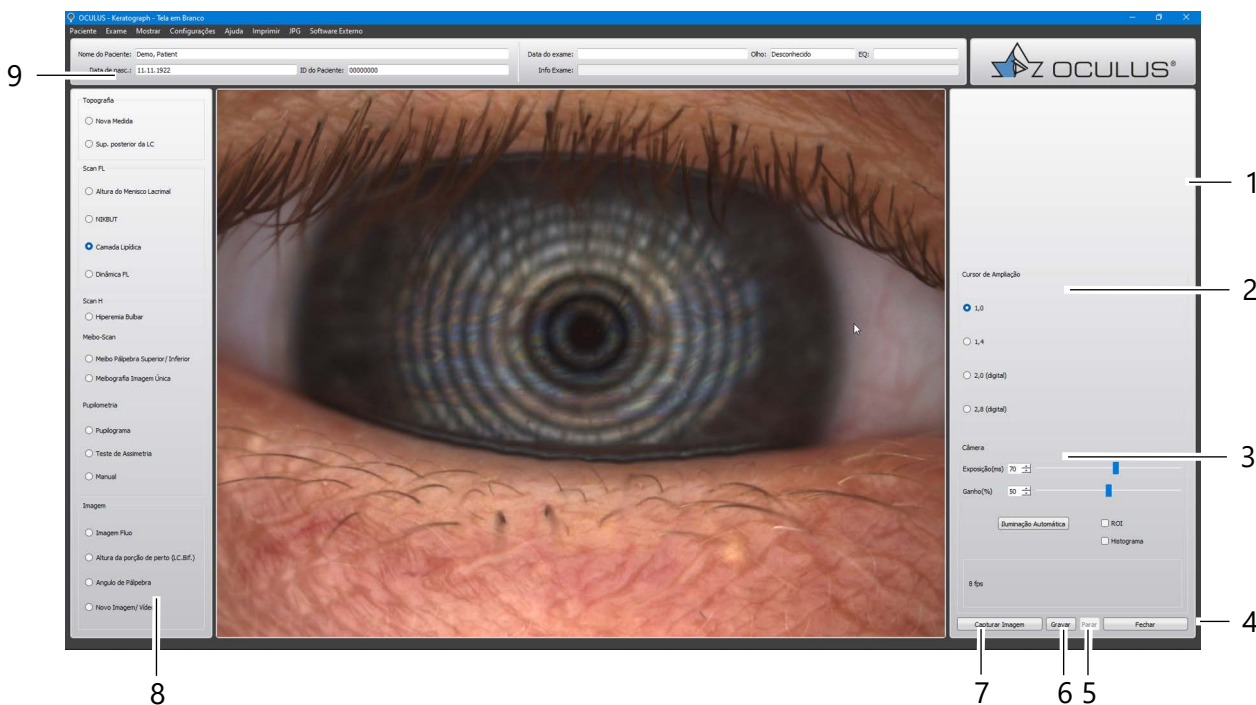 OCULUS - Keratograph - Tela em Branco
Paciente Exame Mostrar Configurações Ajuda Imprimir JPG Software Externo
Nome do Paciente: Demo, Patient
Data do exame: Olho: Desconhecido EQ:
Data de nasc.: 11.11.1922 ID do Paciente: 00000000
Info Exame:
OCULUS®
9
Topografia
Nova Medida
Sup. posterior da LC
Scan FL
Altura do Menisco Lacrimal
NIKBUT
Camada Lipídica
Dinâmica FL
Scan H
Hiperemia Bulbar
Meibo-Scan
Meibo Pálpebra Superior/ Inferior
Meibografia Imagem Única
Pupilometria
Pupilograma
Teste de Assimetria
Manual
Imagem
Imagem Fluo
Altura da porção de perto (LC.Bif.)
Angulo de Pálpebra
Novo Imagem/ Víde
8
1
Cursor de Ampliação
2
1,0
1,4
2,0 (digital)
2,8 (digital)
Câmera
3
Exposição(ms) 70
Ganho(%) 50
Iluminação Automática ROI
Histograma
8 fps
Capturar Imagem Gravar Parar Fechar
4
7 6 5